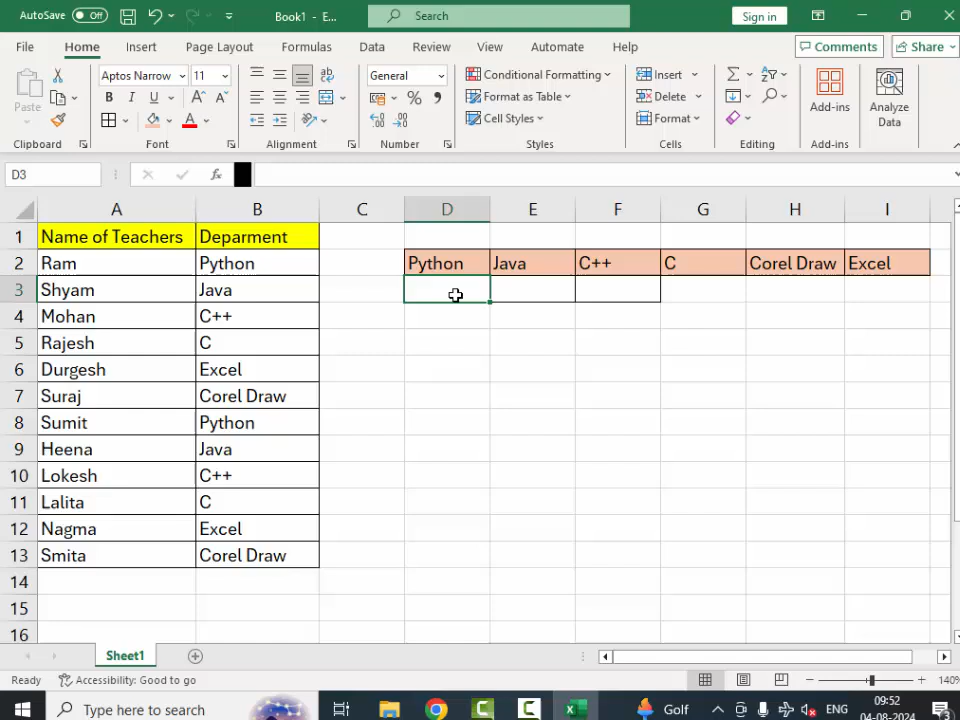 AutoSave Off Book1 - E... Search Sign in
File Home Insert Page Layout Formulas Data Review View Automate Help Comments Share
Paste Aptos Narrow 11 General Conditional Formatting Insert
B I U A A Format as Table Delete Add-ins Analyze Data
A Cell Styles Format
Clipboard Font Alignment Number Styles Cells Editing Add-ins
D3 fx
A B C D E F G H I
1 Name of Teachers Deparment
2 Ram Python Python Java C++ C Corel Draw Excel
3 Shyam Java
4 Mohan C++
5 Rajesh C
6 Durgesh Excel
7 Suraj Corel Draw
8 Sumit Python
9 Heena Java
10 Lokesh C++
11 Lalita C
12 Nagma Excel
13 Smita Corel Draw
14
15
16
Sheet1
Ready Accessibility: Good to go 140%
Type here to search Golf ENG 09:52
04-08-2024 3